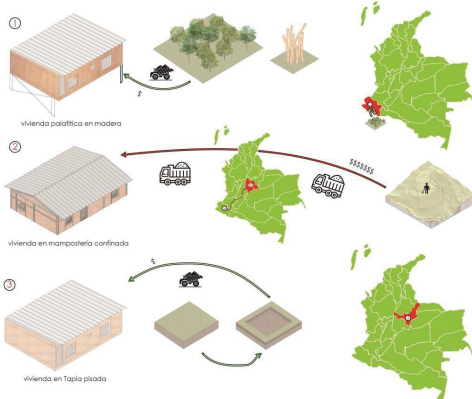 1
$
vivienda palafítica en madera
2
$$$$$$$
vivienda en mampostería confinada
3
$
vivienda en Tapia pisada